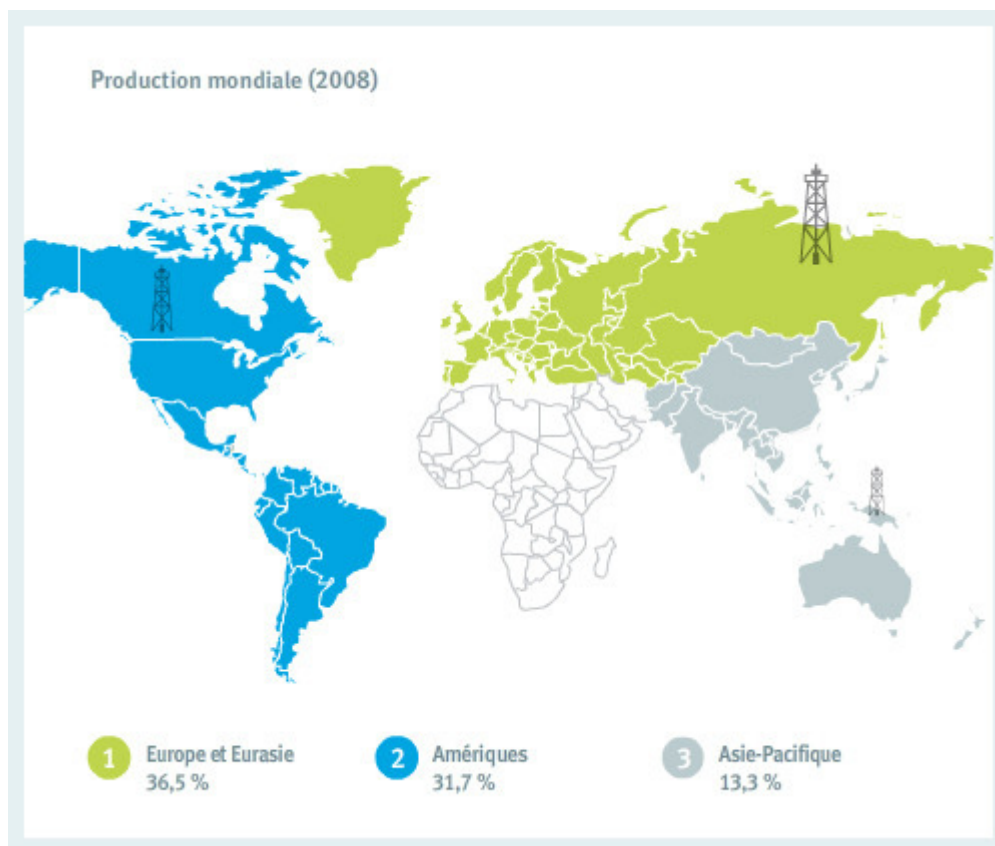 Production mondiale (2008)
1 Europe et Eurasie
36,5 %
2 Amériques
31,7 %
3 Asie-Pacifique
13,3 %